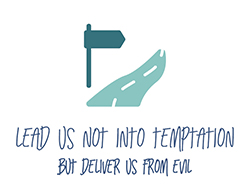 LEAD US NOT INTO TEMPTATION
BUT DELIVER US FROM EVIL